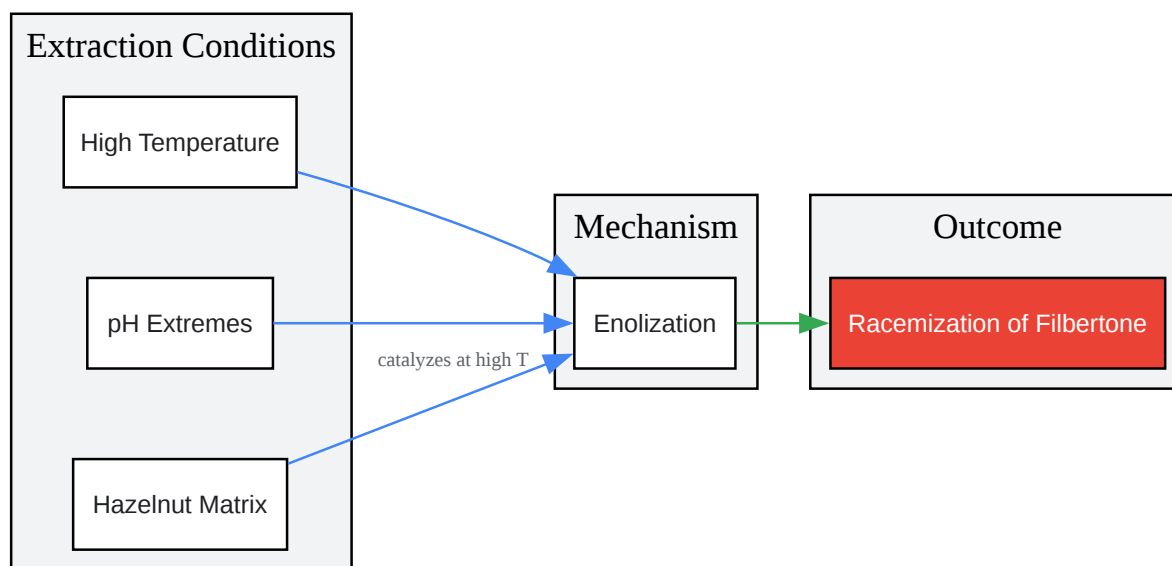 Extraction Conditions
High Temperature
pH Extremes
catalyzes at high T
Hazelnut Matrix
Mechanism
Enolization
Outcome
Racemization of Filbertone